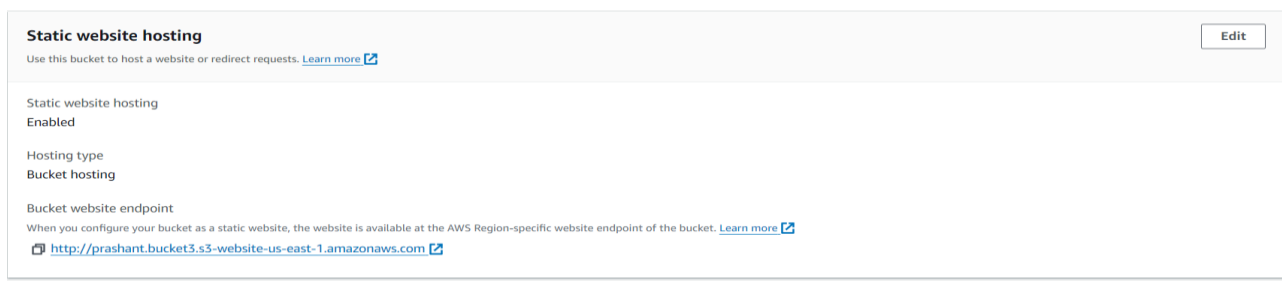 Static website hosting
Edit
Use this bucket to host a website or redirect requests. Learn more
Static website hosting
Enabled
Hosting type
Bucket hosting
Bucket website endpoint
When you configure your bucket as a static website, the website is available at the AWS Region-specific website endpoint of the bucket. Learn more
http://prashant.bucket3.s3-website-us-east-1.amazonaws.com